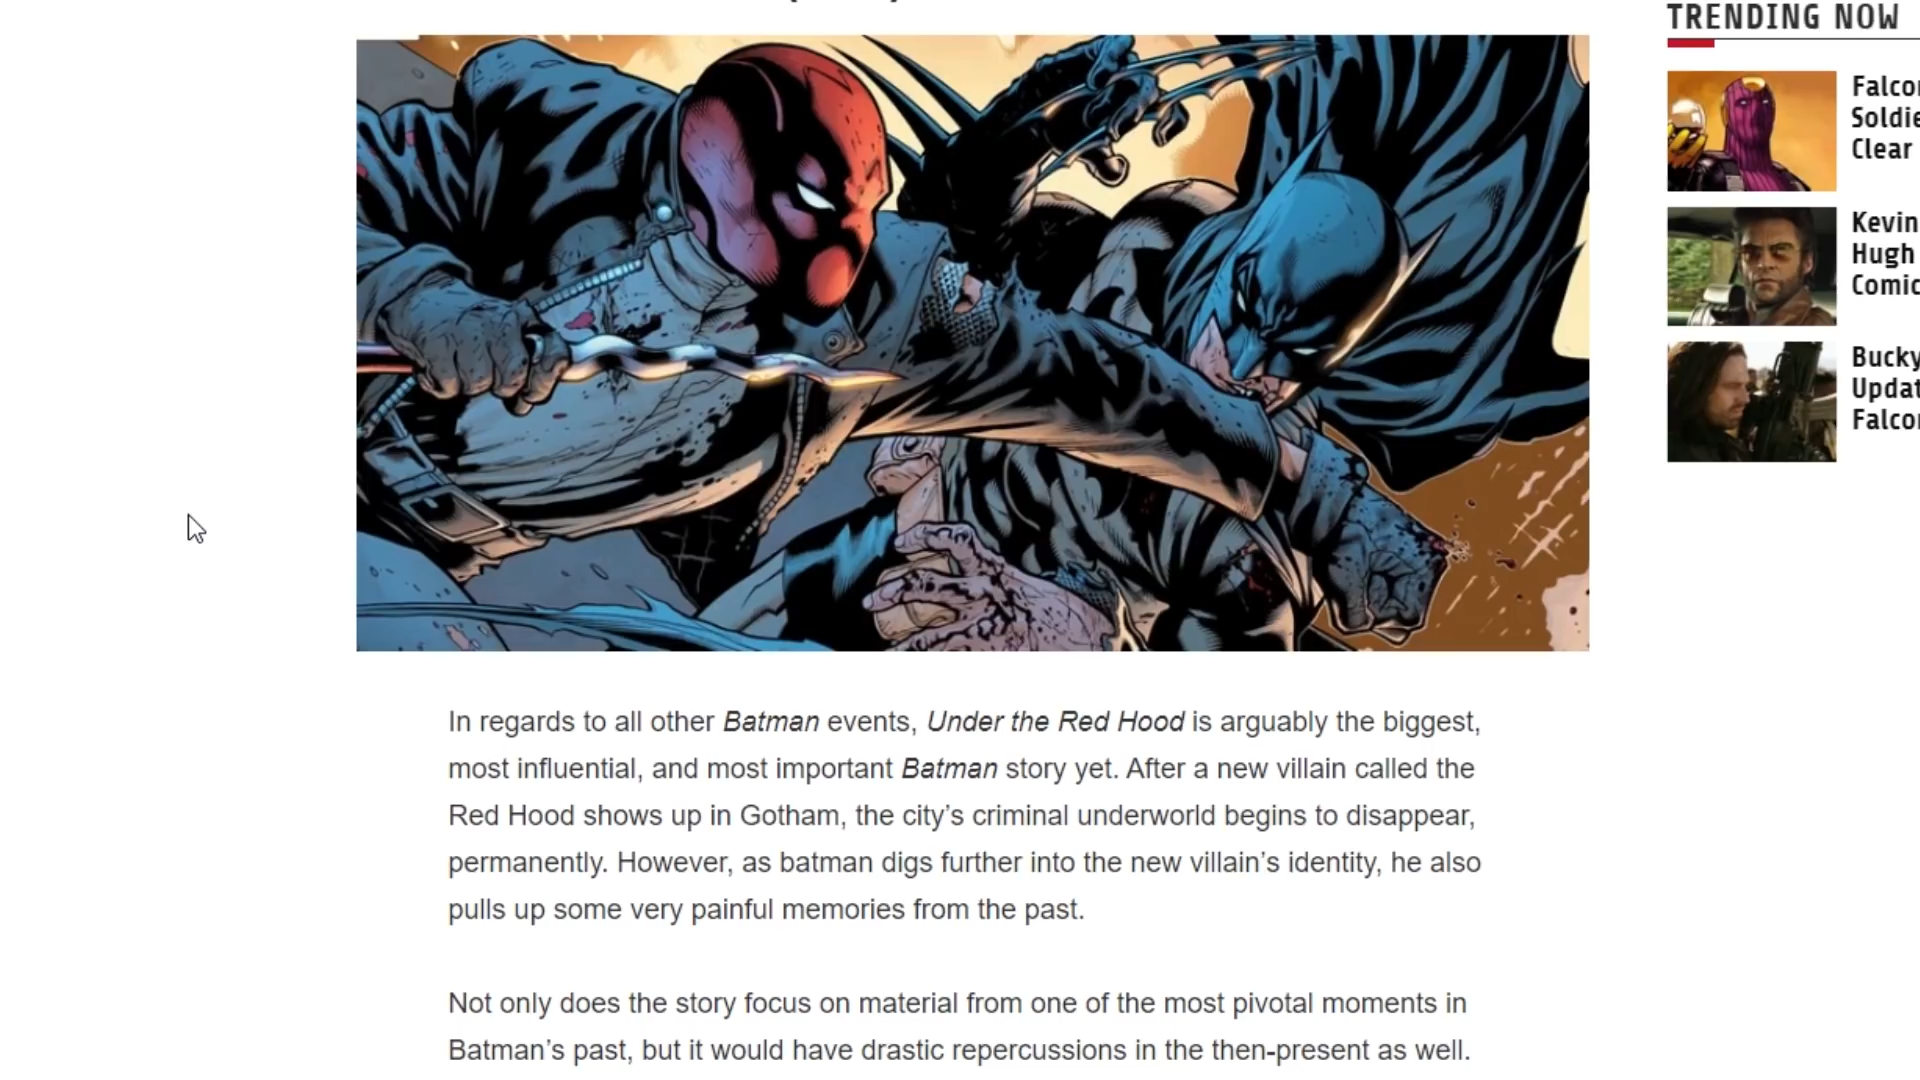 TRENDING NOW
Falco
Soldie
Clear
Kevin
Hugh
Comic
Bucky
Updat
Falco
In regards to all other Batman events, Under the Red Hood is arguably the biggest,
most influential, and most important Batman story yet. After a new villain called the
Red Hood shows up in Gotham, the city’s criminal underworld begins to disappear,
permanently. However, as batman digs further into the new villain’s identity, he also
pulls up some very painful memories from the past.
Not only does the story focus on material from one of the most pivotal moments in
Batman’s past, but it would have drastic repercussions in the then-present as well.